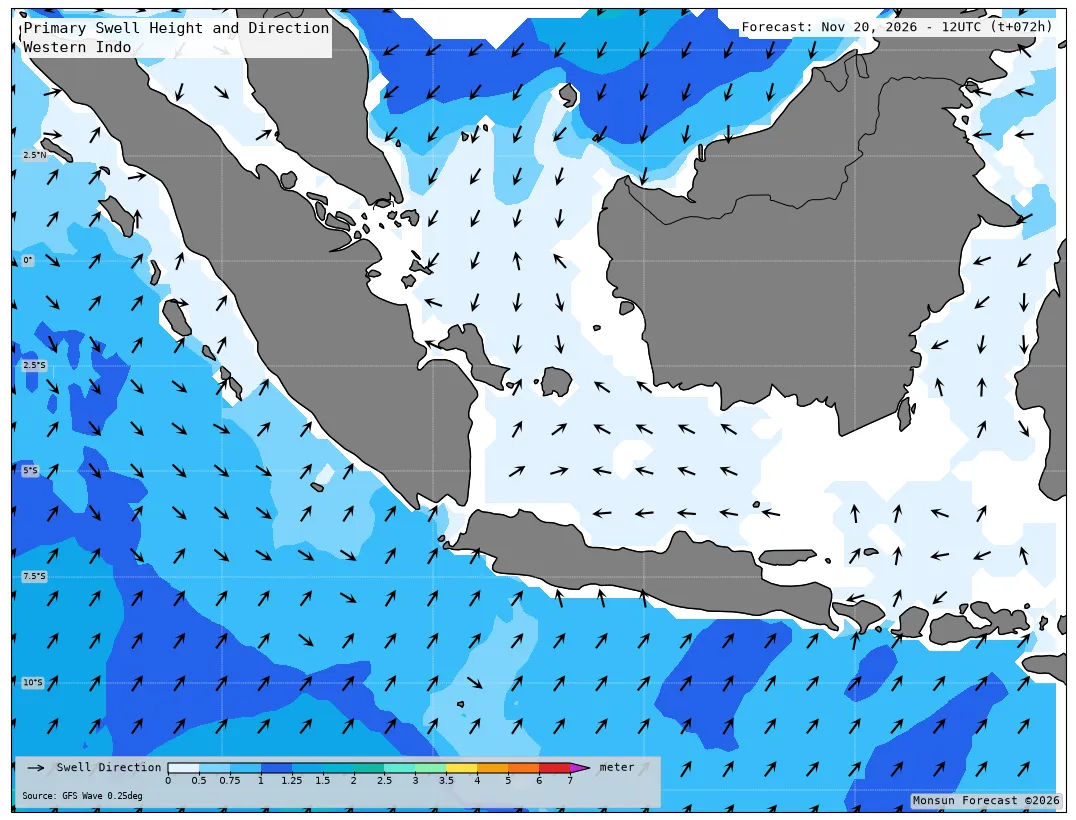 Primary Swell Height and Direction
Western Indo
Forecast: Nov 20, 2026 - 12UTC (t+072h)
2.5°N
0°
2.5°S
5°S
7.5°S
10°S
Swell Direction
meter
0 0.5 0.75 1 1.25 1.5 2 2.5 3 3.5 4 5 6 7
Source: GFS Wave 0.25deg
Monsun Forecast ©2026